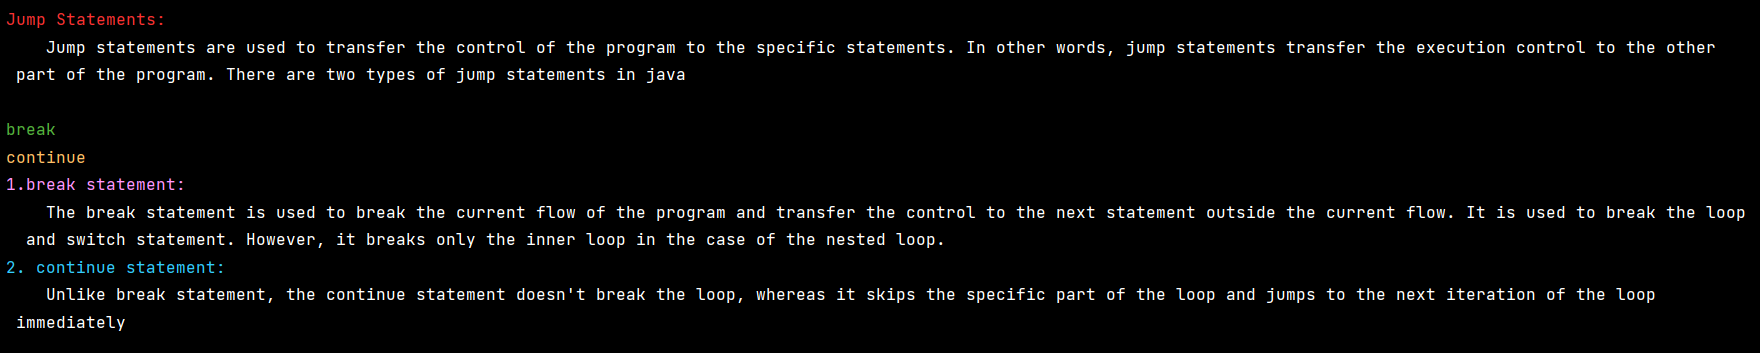 Jump Statements:
Jump statements are used to transfer the control of the program to the specific statements. In other words, jump statements transfer the execution control to the other
part of the program. There are two types of jump statements in java
break
continue
1.break statement:
The break statement is used to break the current flow of the program and transfer the control to the next statement outside the current flow. It is used to break the loop
and switch statement. However, it breaks only the inner loop in the case of the nested loop.
2. continue statement:
Unlike break statement, the continue statement doesn't break the loop, whereas it skips the specific part of the loop and jumps to the next iteration of the loop
immediately